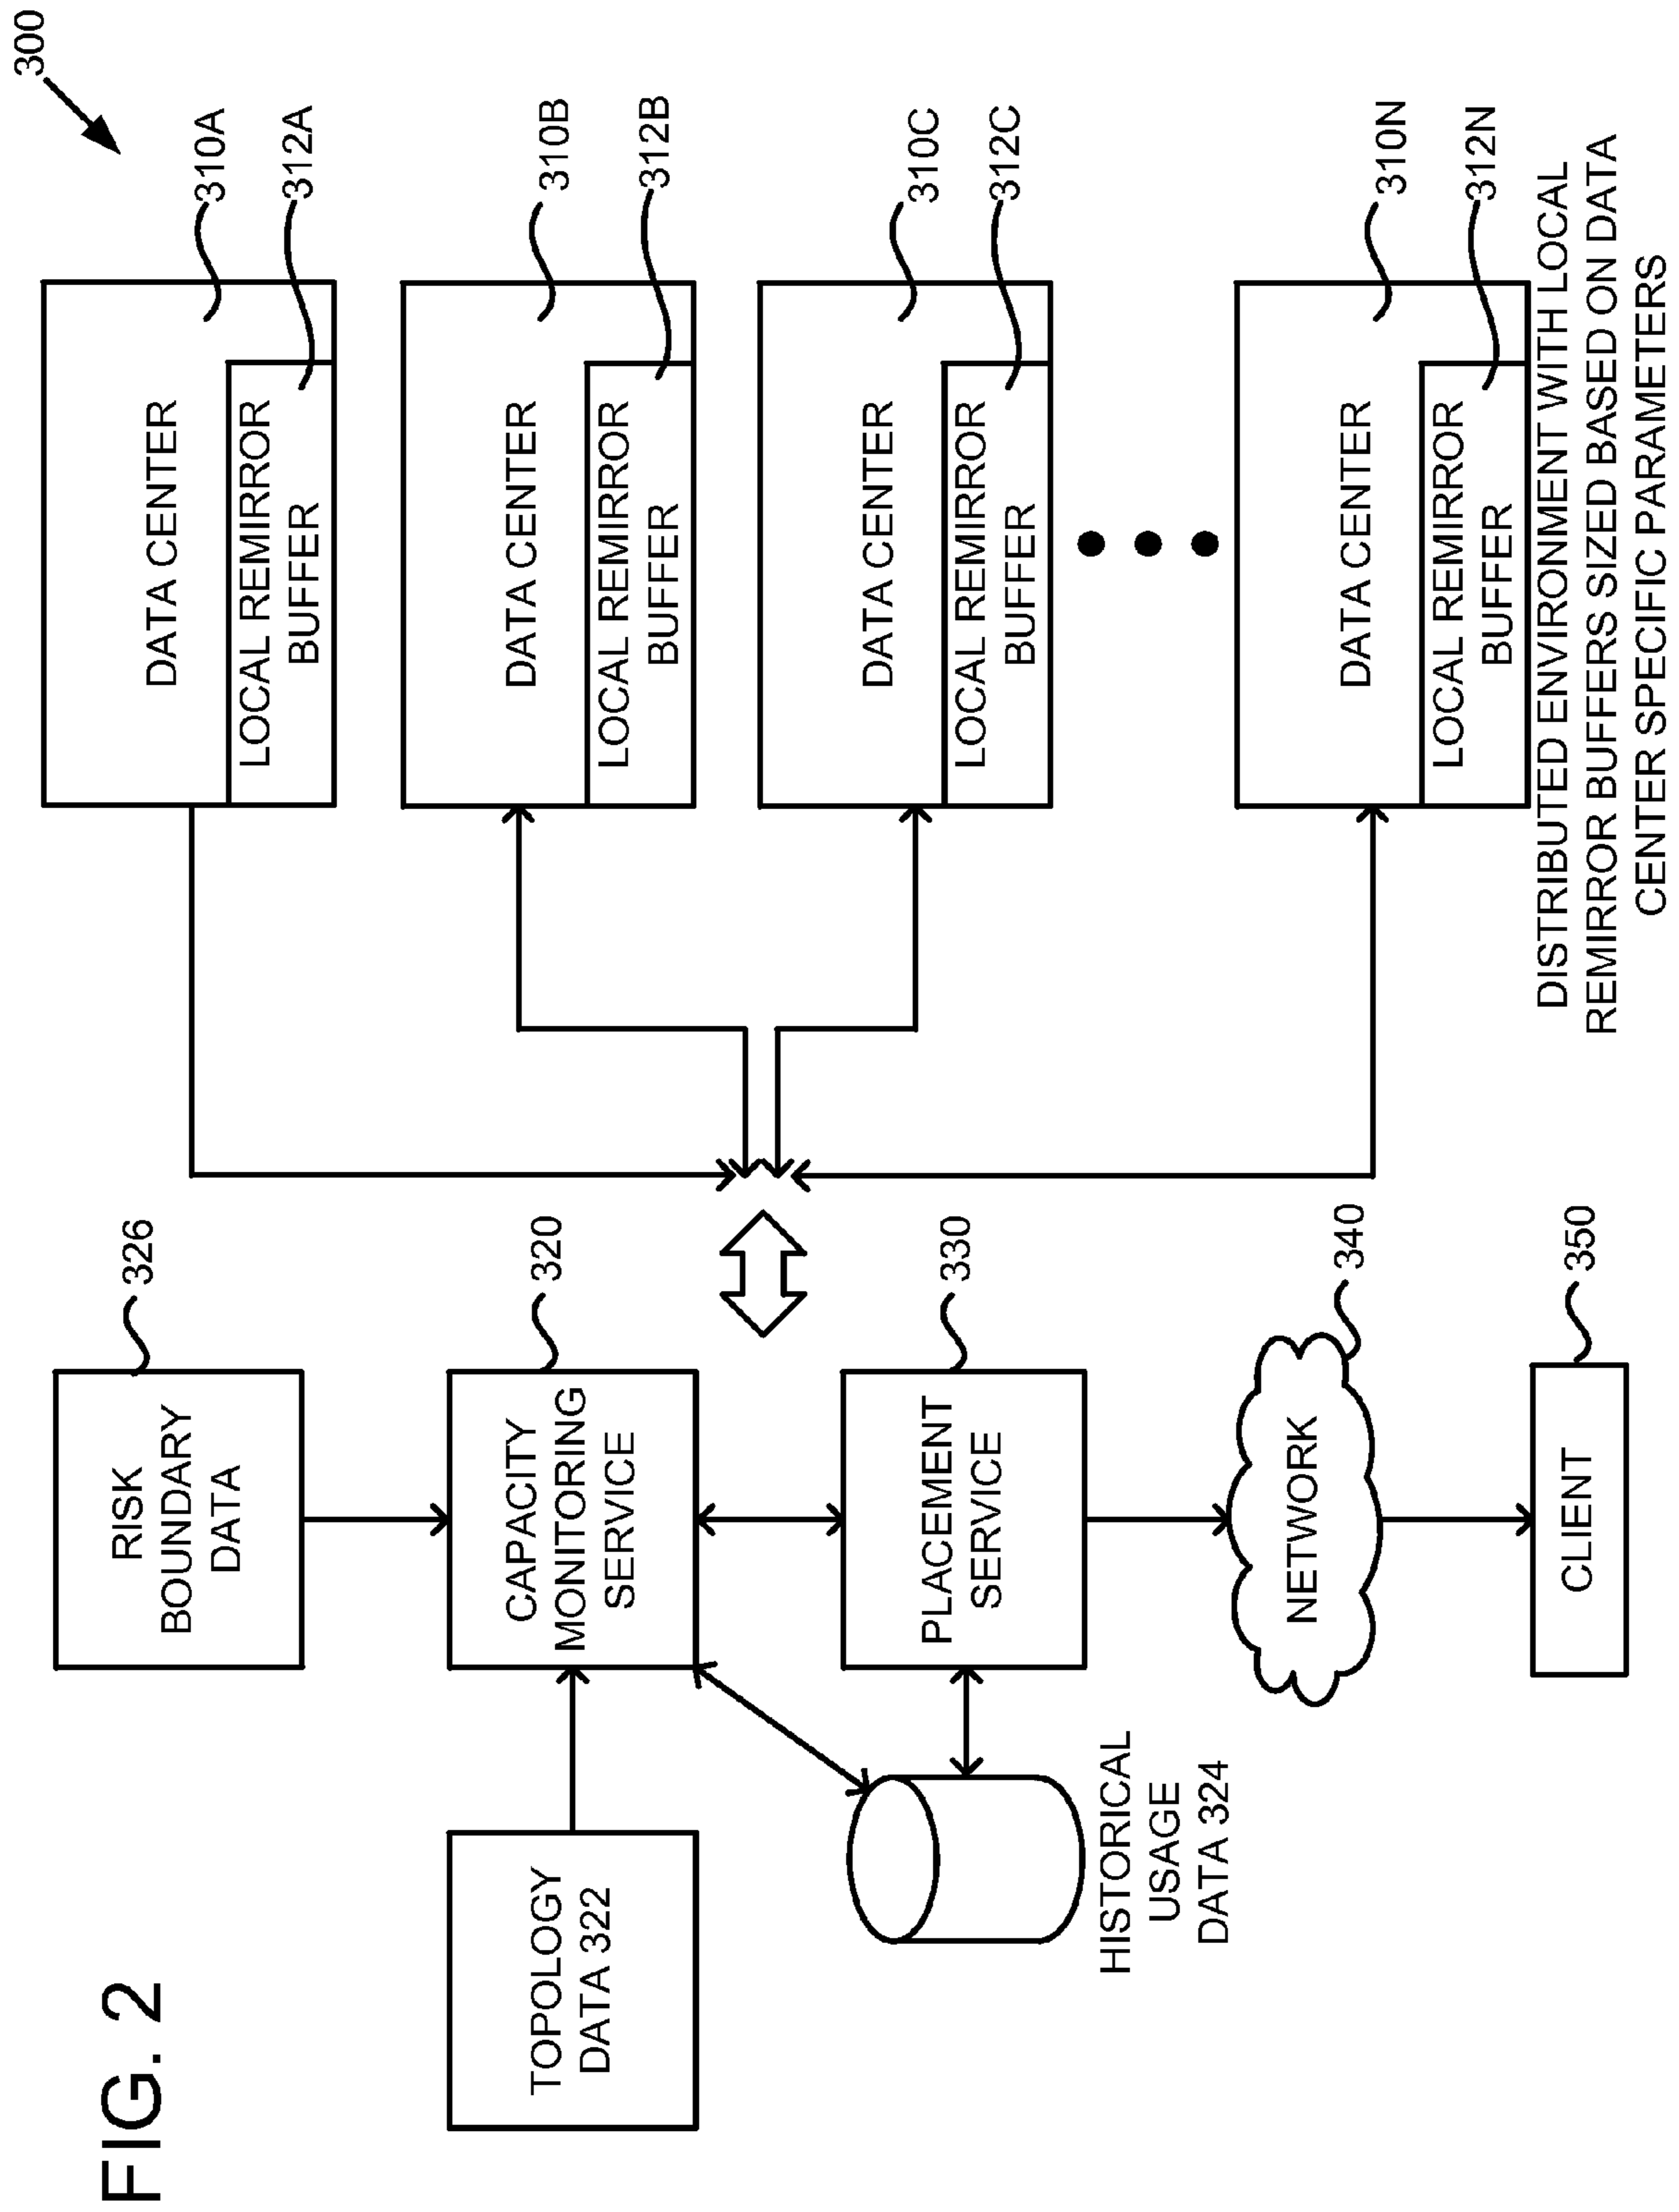 FIG. 2
300
TOPOLOGY
DATA 322
RISK
BOUNDARY
DATA
326
CAPACITY
MONITORING
SERVICE
320
HISTORICAL
USAGE
DATA 324
PLACEMENT
SERVICE
330
NETWORK
340
CLIENT
350
DATA CENTER
310A
LOCAL REMIRROR
BUFFER
312A
DATA CENTER
310B
LOCAL REMIRROR
BUFFER
312B
DATA CENTER
310C
LOCAL REMIRROR
BUFFER
312C
DATA CENTER
310N
LOCAL REMIRROR
BUFFER
312N
DISTRIBUTED ENVIRONMENT WITH LOCAL
REMIRROR BUFFERS SIZED BASED ON DATA
CENTER SPECIFIC PARAMETERS